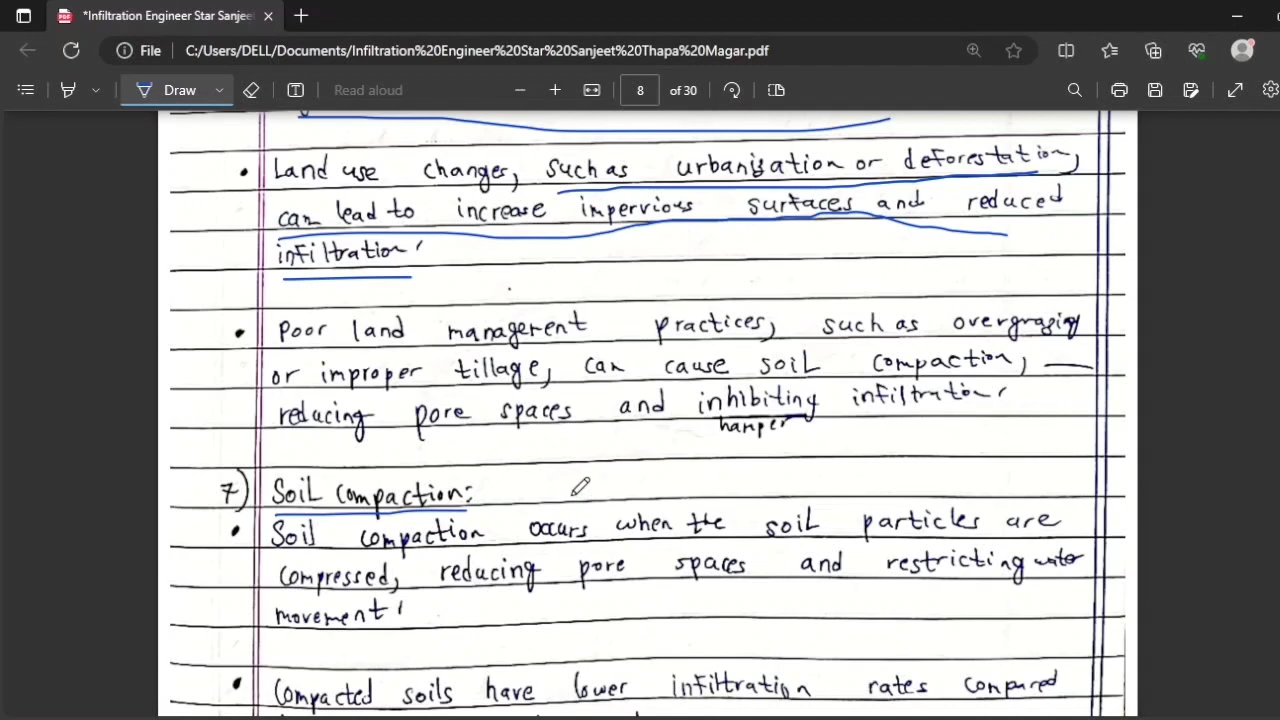 *Infiltration Engineer Star Sanjeet
File C:/Users/DELL/Documents/Infiltration%20Engineer%20Star%20Sanjeet%20Thapa%20Magar.pdf
Draw Read aloud 8 of 30
• Land use changes, such as urbanisation or deforestation,
can lead to increase impervious surfaces and reduced
infiltration.
• Poor land management practices, such as overgrazing
or improper tillage, can cause soil compaction,
reducing pore spaces and inhibiting infiltration.
hamper
7) Soil compaction:
• Soil compaction occurs when the soil particles are
compressed, reducing pore spaces and restricting water
movement.
• Compacted soils have lower infiltration rates compared